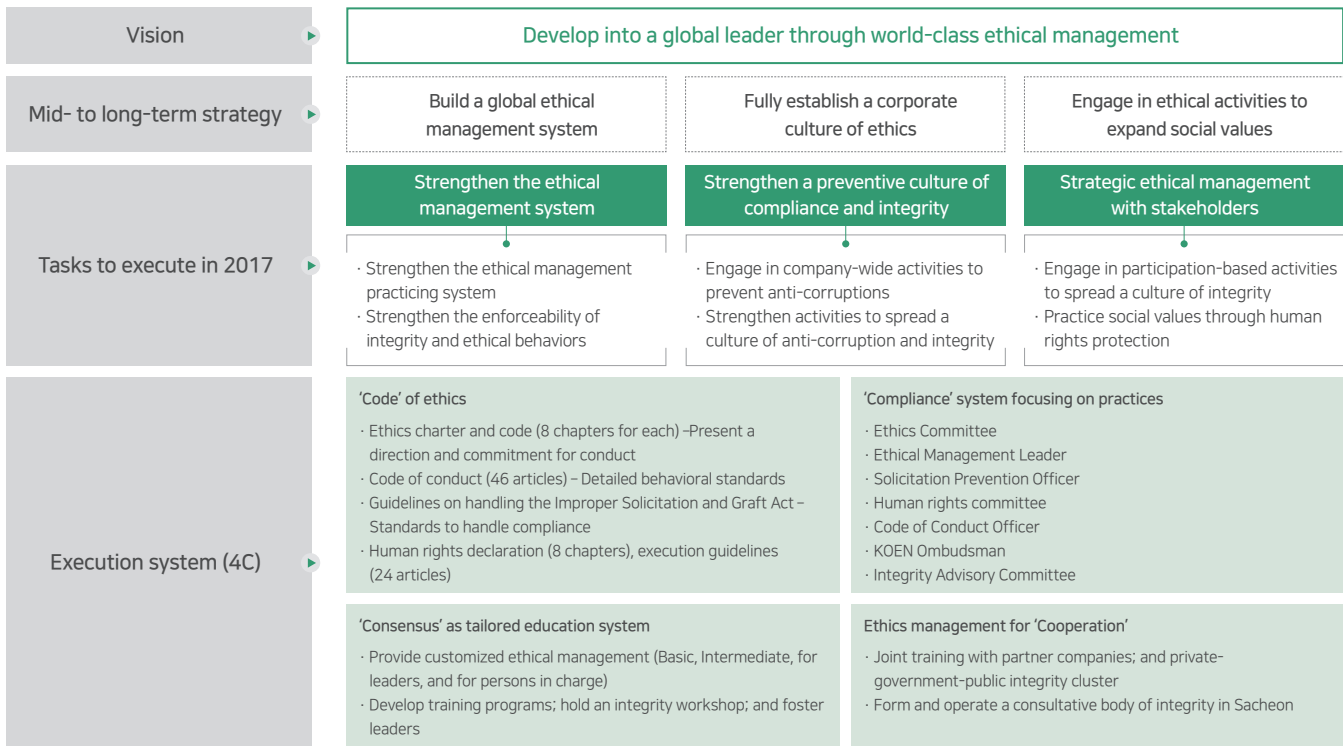 Vision
Develop into a global leader through world-class ethical management
Mid- to long-term strategy
Build a global ethical
management system
Fully establish a corporate
culture of ethics
Engage in ethical activities to
expand social values
Tasks to execute in 2017
Strengthen the ethical
management system
· Strengthen the ethical management
practicing system
· Strengthen the enforceability of
integrity and ethical behaviors
Strengthen a preventive culture of
compliance and integrity
· Engage in company-wide activities to
prevent anti-corruptions
· Strengthen activities to spread a
culture of anti-corruption and integrity
Strategic ethical management
with stakeholders
· Engage in participation-based activities
to spread a culture of integrity
· Practice social values through human
rights protection
Execution system (4C)
‘Code’ of ethics
· Ethics charter and code (8 chapters for each) –Present a
direction and commitment for conduct
· Code of conduct (46 articles) – Detailed behavioral standards
· Guidelines on handling the Improper Solicitation and Graft Act –
Standards to handle compliance
· Human rights declaration (8 chapters), execution guidelines
(24 articles)
‘Compliance’ system focusing on practices
· Ethics Committee
· Ethical Management Leader
· Solicitation Prevention Officer
· Human rights committee
· Code of Conduct Officer
· KOEN Ombudsman
· Integrity Advisory Committee
‘Consensus’ as tailored education system
· Provide customized ethical management (Basic, Intermediate, for
leaders, and for persons in charge)
· Develop training programs; hold an integrity workshop; and foster
leaders
Ethics management for ‘Cooperation’
· Joint training with partner companies; and private-
government-public integrity cluster
· Form and operate a consultative body of integrity in Sacheon